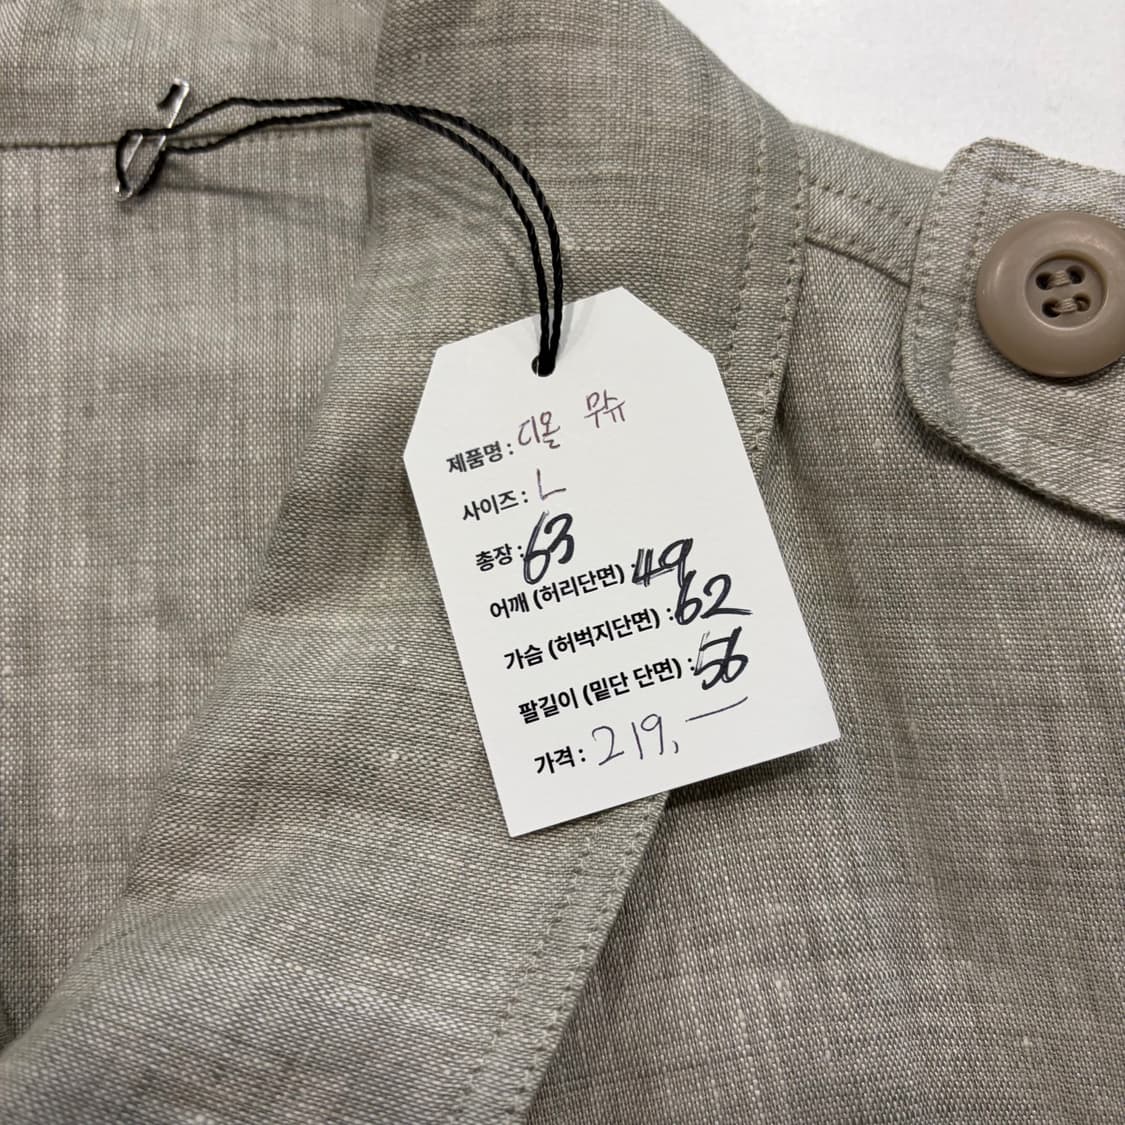 제품명 : 디올 무슈
사이즈 : L
총장 : 63
어깨 (허리단면) : 49
가슴 (허벅지단면) : 62
팔길이 (밑단 단면) : 56
가격 : 219,―